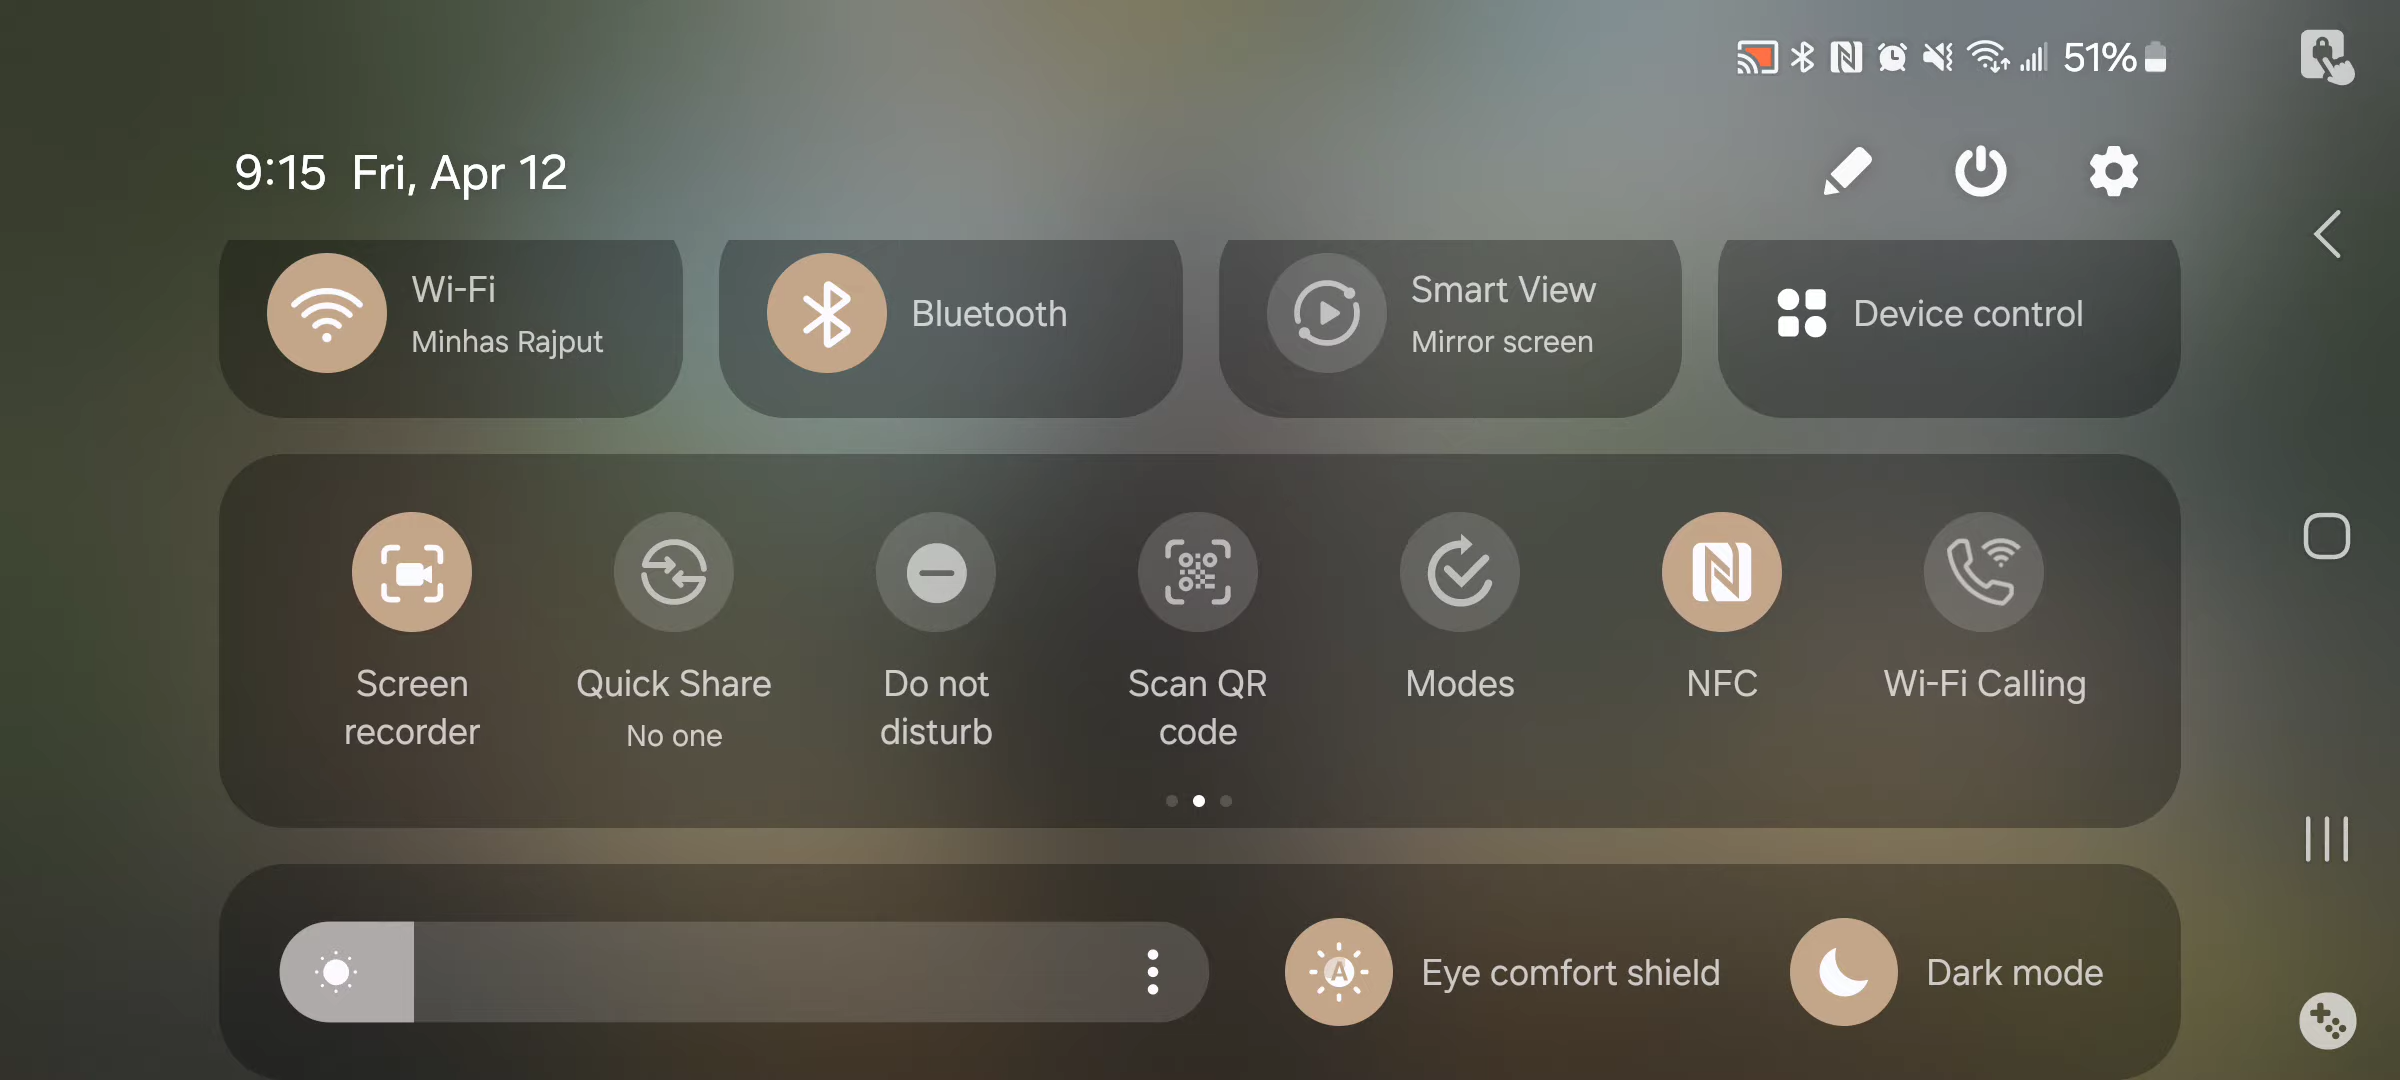 51%
9:15 Fri, Apr 12
Wi-Fi
Minhas Rajput
Bluetooth
Smart View
Mirror screen
Device control
Screen
recorder
Quick Share
No one
Do not
disturb
Scan QR
code
Modes
NFC
Wi-Fi Calling
A
Eye comfort shield
Dark mode